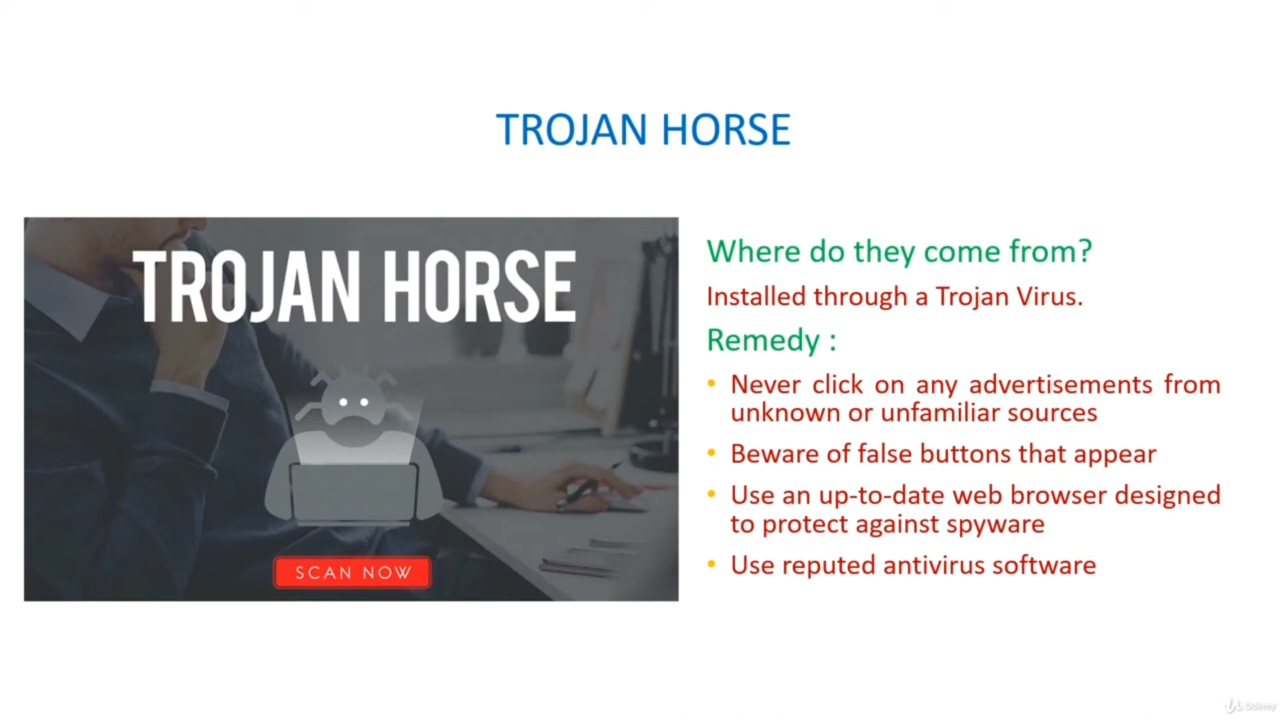 TROJAN HORSE
TROJAN HORSE
SCAN NOW
Where do they come from?
Installed through a Trojan Virus.
Remedy :
• Never click on any advertisements from
unknown or unfamiliar sources
• Beware of false buttons that appear
• Use an up-to-date web browser designed
to protect against spyware
• Use reputed antivirus software
Udemy